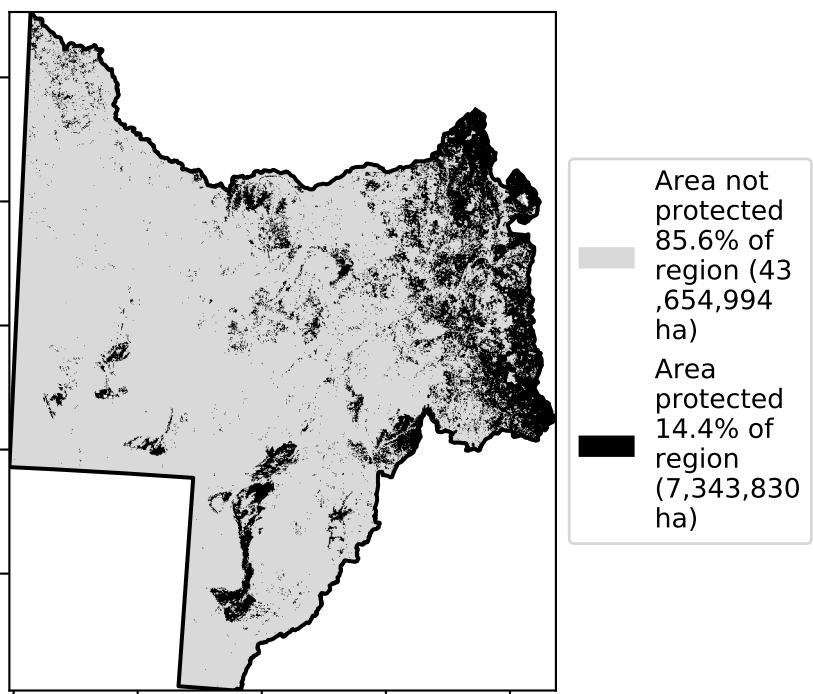 Area not
protected
85.6% of
region (43
,654,994
ha)
Area
protected
14.4% of
region
(7,343,830
ha)